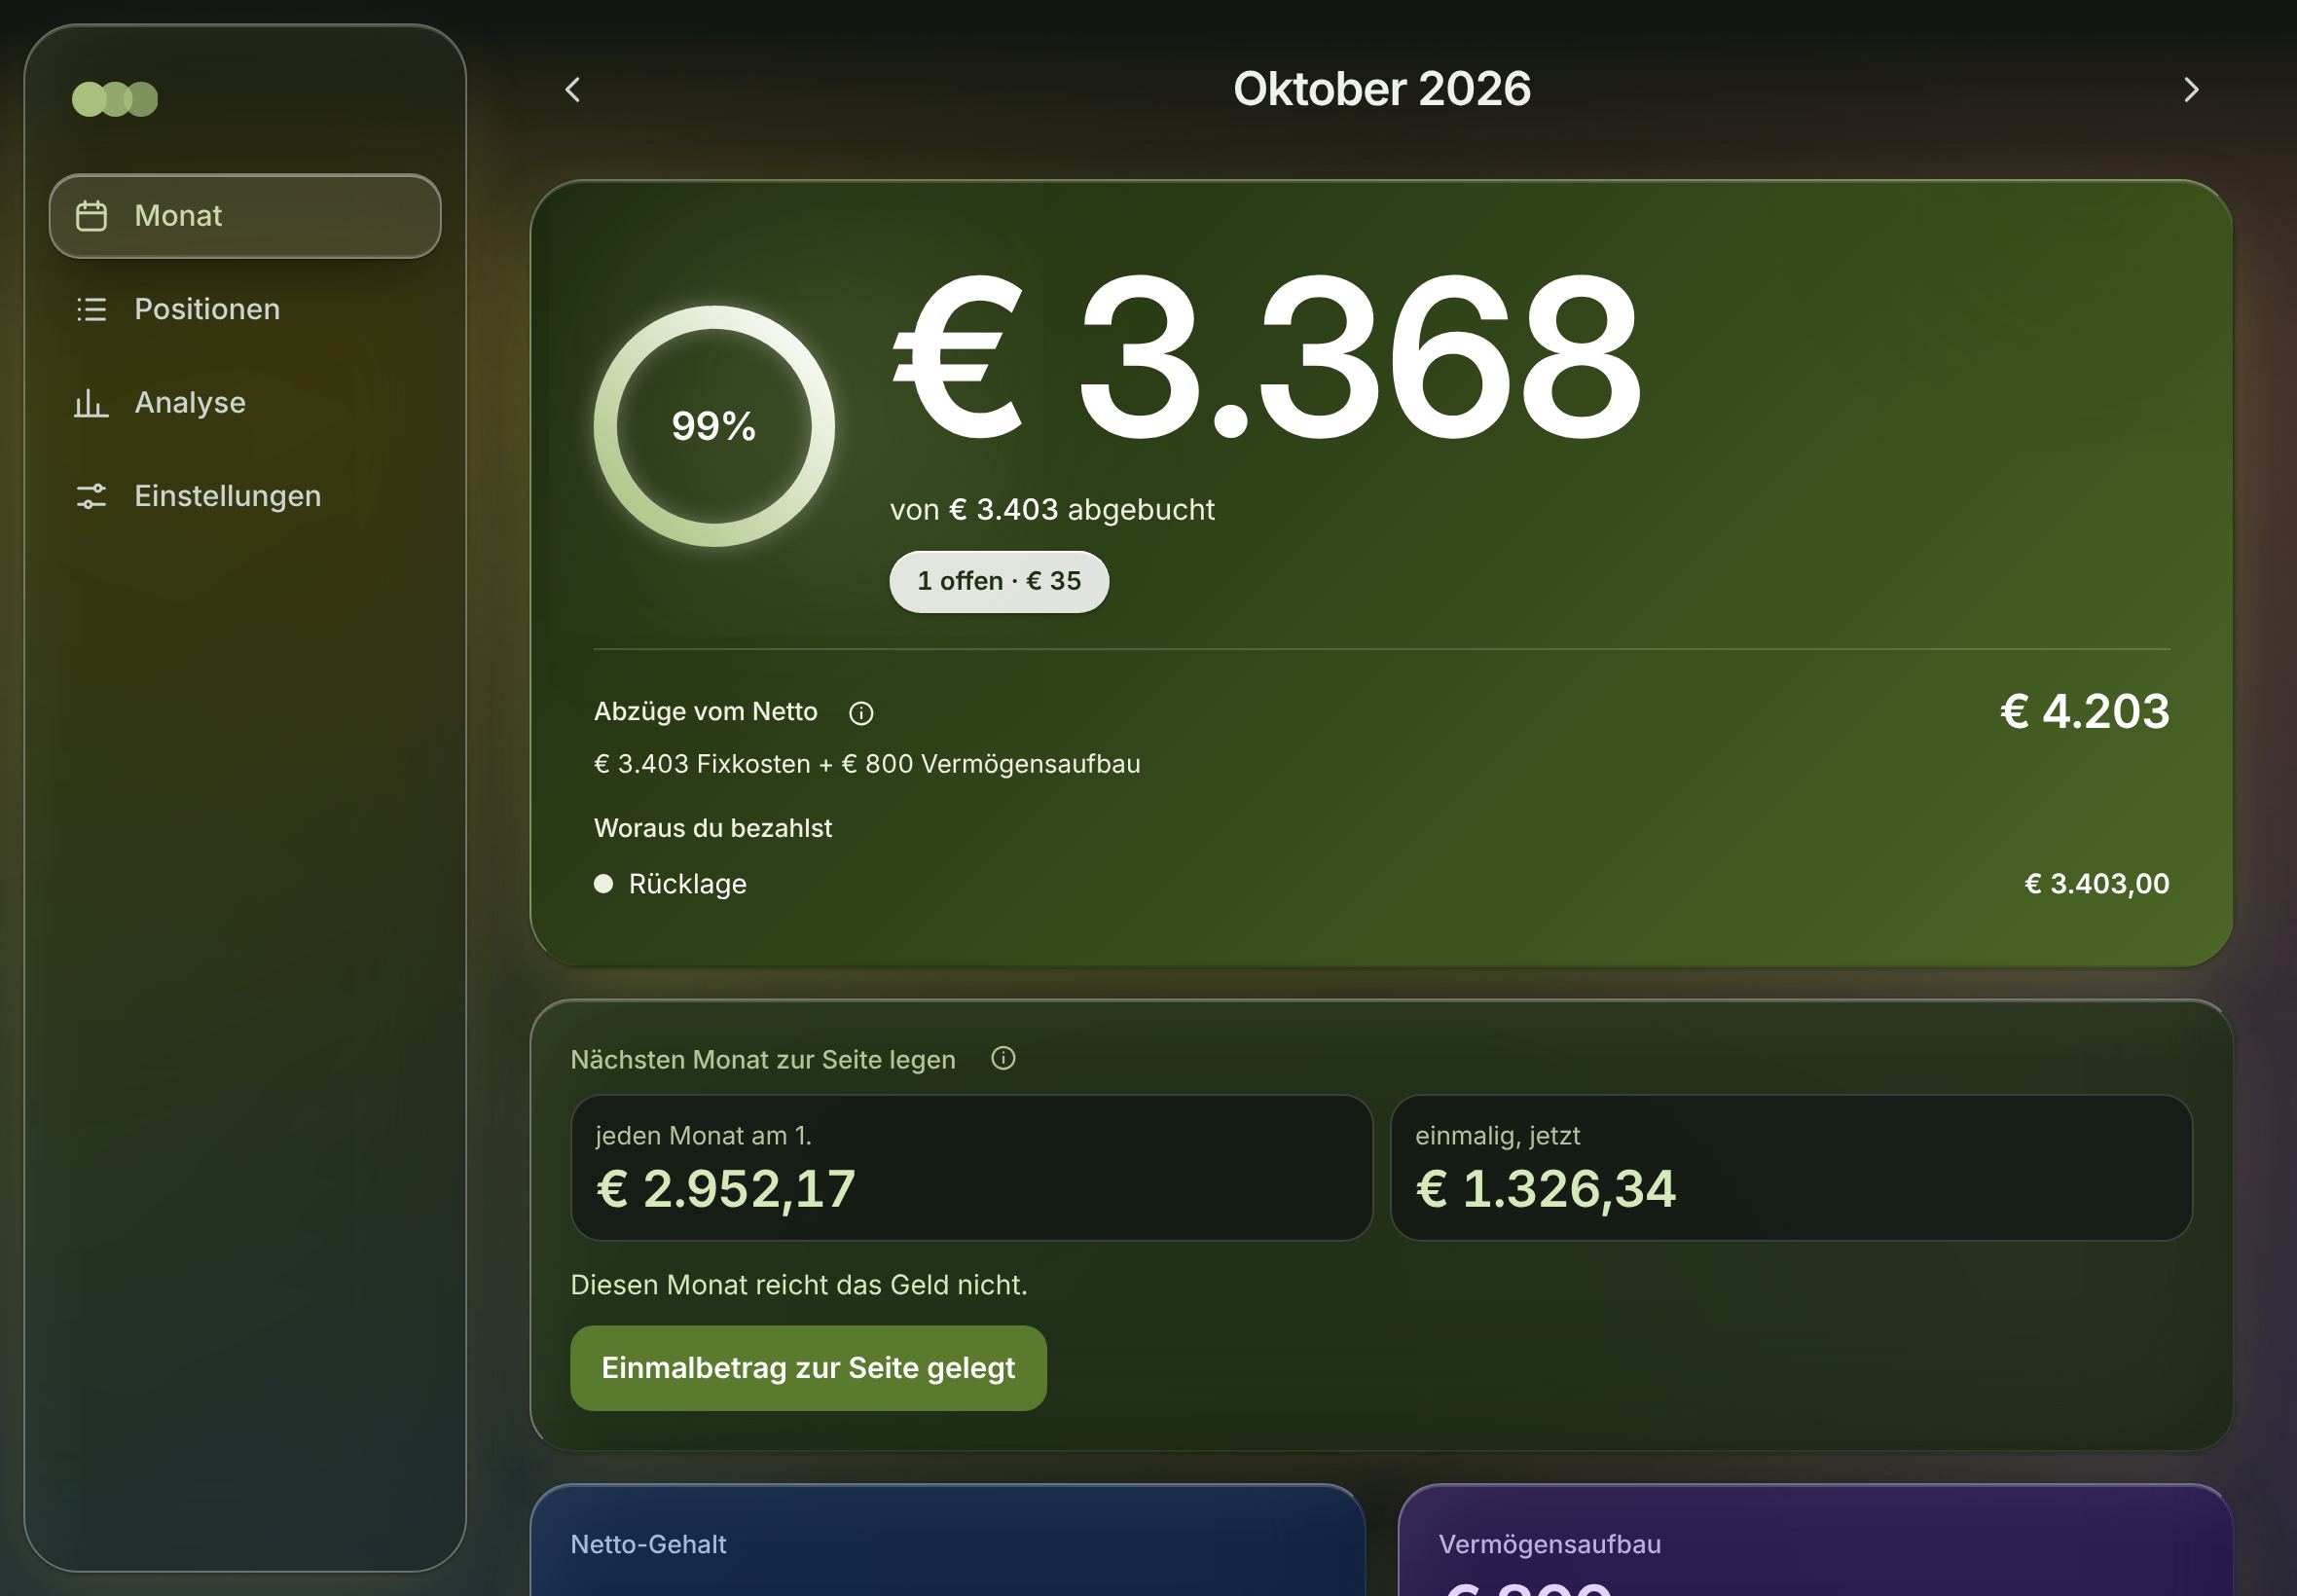 Oktober 2026
Monat
Positionen
Analyse
Einstellungen
99%
€ 3.368
von € 3.403 abgebucht
1 offen · € 35
Abzüge vom Netto
€ 4.203
€ 3.403 Fixkosten + € 800 Vermögensaufbau
Woraus du bezahlst
Rücklage
€ 3.403,00
Nächsten Monat zur Seite legen
jeden Monat am 1.
€ 2.952,17
einmalig, jetzt
€ 1.326,34
Diesen Monat reicht das Geld nicht.
Einmalbetrag zur Seite gelegt
Netto-Gehalt
Vermögensaufbau